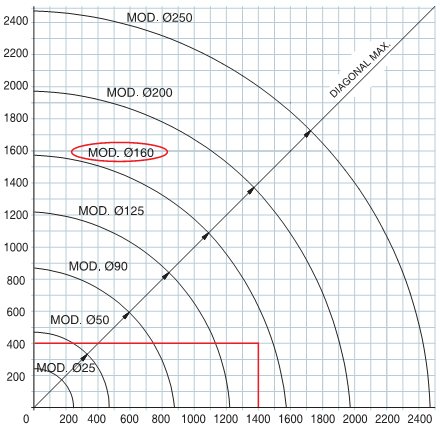 2400
MOD. Ø250
2200
DIAGONAL MAX.
2000
MOD. Ø200
1800
1600
MOD. Ø160
1400
1200
MOD. Ø125
1000
800
MOD. Ø90
600
MOD. Ø50
400
MOD. Ø25
200
0 200 400 600 800 1000 1200 1400 1600 1800 2000 2200 2400